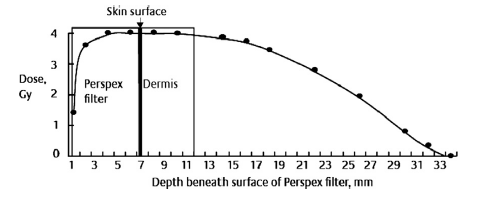 Skin surface
4
3
Dose,
Gy
2
1
0
Perspex
filter
Dermis
1 3 5 7 9 11 13 15 17 19 21 23 25 27 29 31 33
Depth beneath surface of Perspex filter, mm